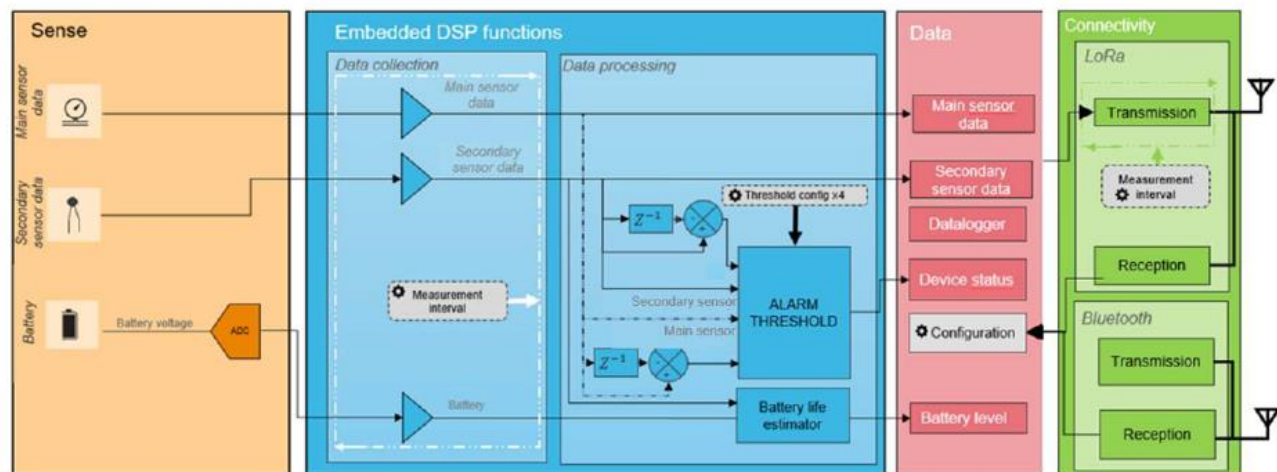 Sense
Main sensor
data
Secondary
sensor data
Battery
Battery voltage
ADC
Embedded DSP functions
Data collection
Main sensor
data
Secondary
sensor data
Measurement
interval
Battery
Data processing
Threshold config x4
Z⁻¹
- +
Secondary sensor
Main sensor
Z⁻¹
- +
ALARM
THRESHOLD
Battery life
estimator
Data
Main sensor
data
Secondary
sensor data
Datalogger
Device status
Configuration
Battery level
Connectivity
LoRa
Transmission
Measurement
interval
Reception
Bluetooth
Transmission
Reception